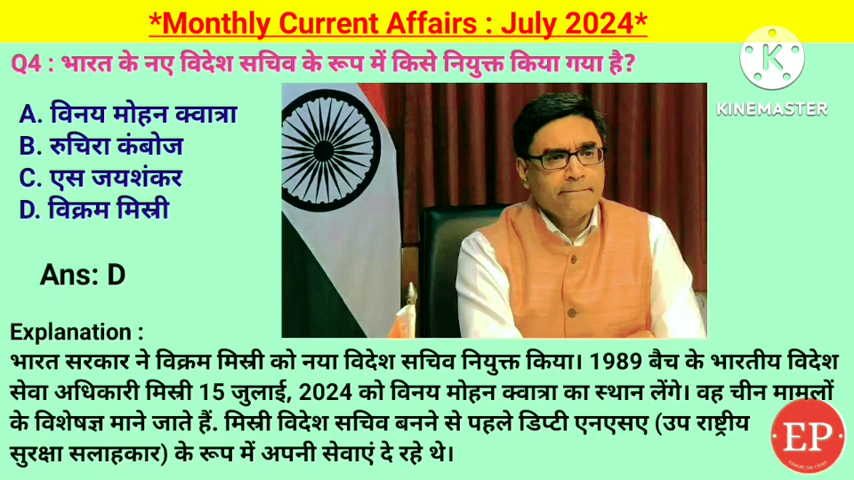 *Monthly Current Affairs : July 2024*
Q4 : भारत के नए विदेश सचिव के रूप में किसे नियुक्त किया गया है?
KINEMASTER
A. विनय मोहन क्वात्रा
B. रुचिरा कंबोज
C. एस जयशंकर
D. विक्रम मिस्री
Ans: D
Explanation :
भारत सरकार ने विक्रम मिस्री को नया विदेश सचिव नियुक्त किया। 1989 बैच के भारतीय विदेश
सेवा अधिकारी मिस्री 15 जुलाई, 2024 को विनय मोहन क्वात्रा का स्थान लेंगे। वह चीन मामलों
के विशेषज्ञ माने जाते हैं. मिस्री विदेश सचिव बनने से पहले डिप्टी एनएसए (उप राष्ट्रीय
सुरक्षा सलाहकार) के रूप में अपनी सेवाएं दे रहे थे।
EP